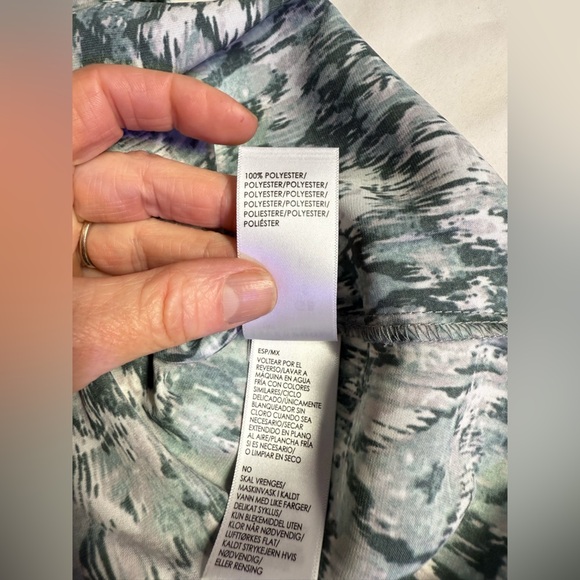 100% POLYESTER/
POLYESTER/POLYESTER/
POLYESTER/POLYESTER/
POLYESTER/POLYESTERI/
POLIESTERE/POLYESTER/
POLIÉSTER
ESP/MX
VOLTEAR POR EL
REVERSO/LAVAR A
MÁQUINA EN AGUA
FRÍA CON COLORES
SIMILARES/CICLO
DELICADO/ÚNICAMENTE
BLANQUEADOR SIN
CLORO CUANDO SEA
NECESARIO/SECAR
EXTENDIDO EN PLANO
AL AIRE/PLANCHA FRÍA
SI ES NECESARIO/
O LIMPIAR EN SECO
NO
SKAL VRENGES/
MASKINVASK I KALDT
VANN MED LIKE FARGER/
DELIKAT SYKLUS/
KUN BLEKEMIDDEL UTEN
KLOR NÅR NØDVENDIG/
LUFTTØRKES FLAT/
KALDT STRYKEJERN HVIS
NØDVENDIG/
ELLER RENSING